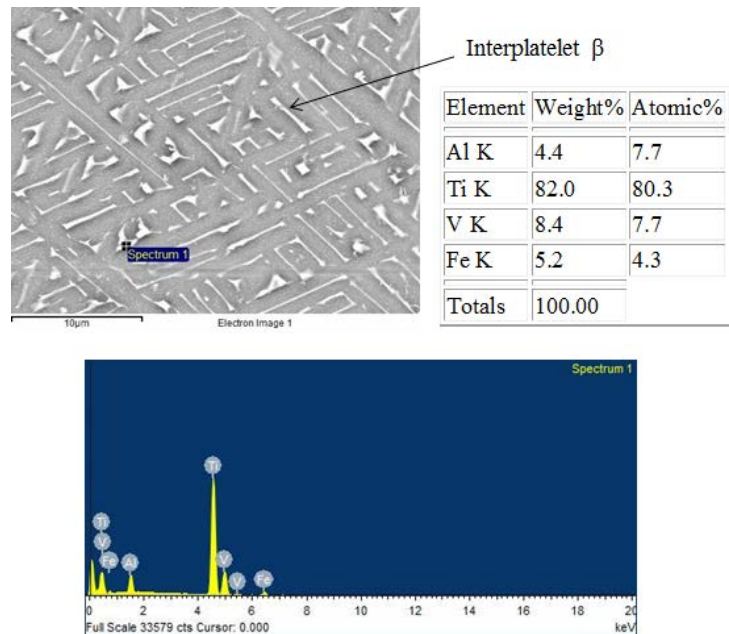 Interplatelet β
Spectrum 1
10µm Electron Image 1
Element Weight% Atomic%
Al K 4.4 7.7
Ti K 82.0 80.3
V K 8.4 7.7
Fe K 5.2 4.3
Totals 100.00
Spectrum 1
Ti
Ti
V
Fe Al V V Fe
0 2 4 6 8 10 12 14 16 18 20
Full Scale 33579 cts Cursor: 0.000 keV